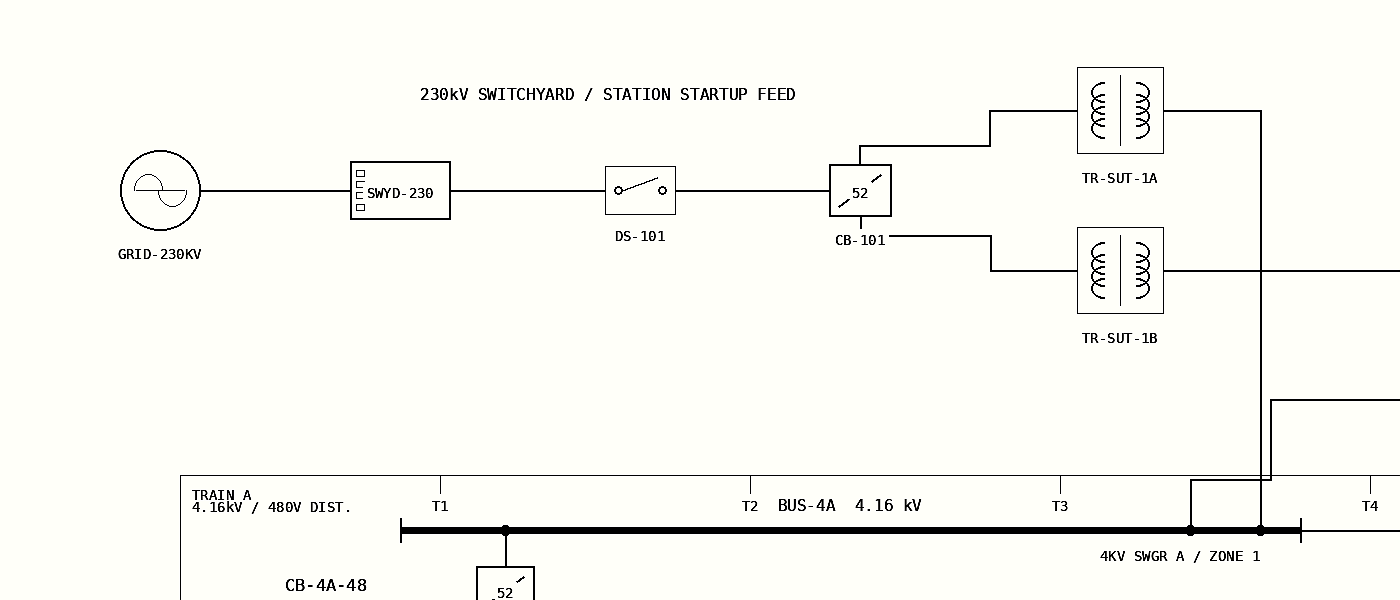 230kV SWITCHYARD / STATION STARTUP FEED
TR-SUT-1A
SWYD-230
52
DS-101
CB-101
GRID-230KV
TR-SUT-1B
TRAIN A
4.16kV / 480V DIST.
T1
T2
BUS-4A 4.16 kV
T3
T4
4KV SWGR A / ZONE 1
CB-4A-48
52